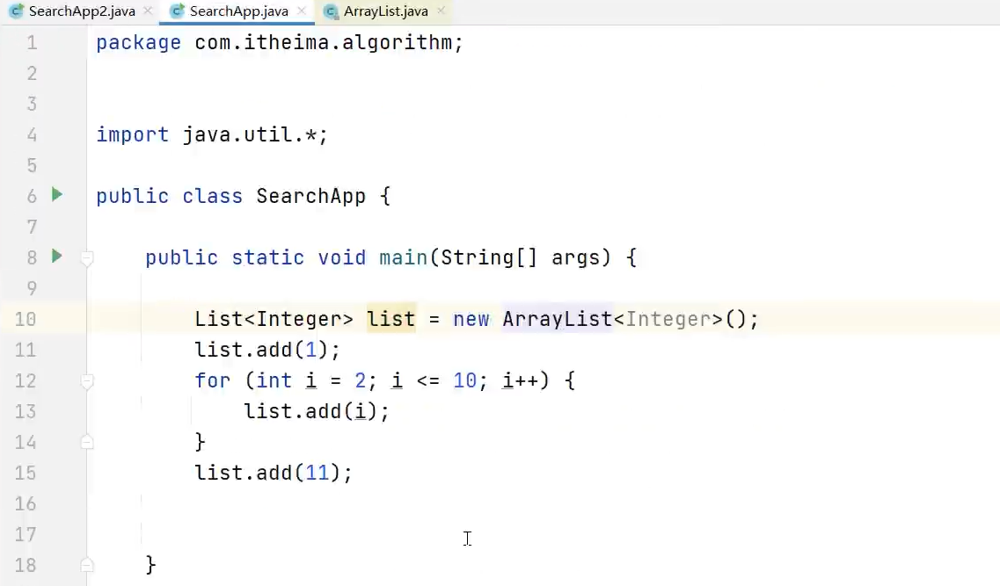 SearchApp2.java SearchApp.java ArrayList.java
1 package com.itheima.algorithm;
2
3
4 import java.util.*;
5
6 public class SearchApp {
7
8 public static void main(String[] args) {
9
10 List<Integer> list = new ArrayList<Integer>();
11 list.add(1);
12 for (int i = 2; i <= 10; i++) {
13 list.add(i);
14 }
15 list.add(11);
16
17
18 }